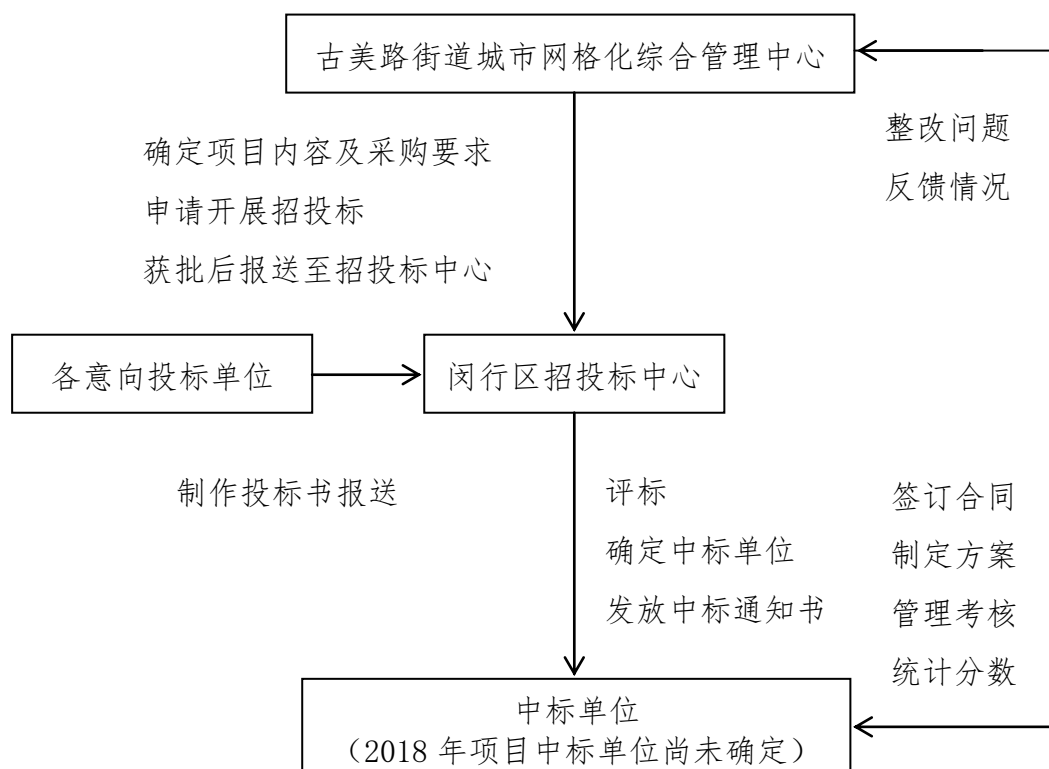 古美路街道城市网格化综合管理中心
确定项目内容及采购要求
申请开展招投标
获批后报送至招投标中心
整改问题
反馈情况
各意向投标单位
闵行区招投标中心
制作投标书报送
评标
确定中标单位
发放中标通知书
签订合同
制定方案
管理考核
统计分数
中标单位
（2018 年项目中标单位尚未确定）